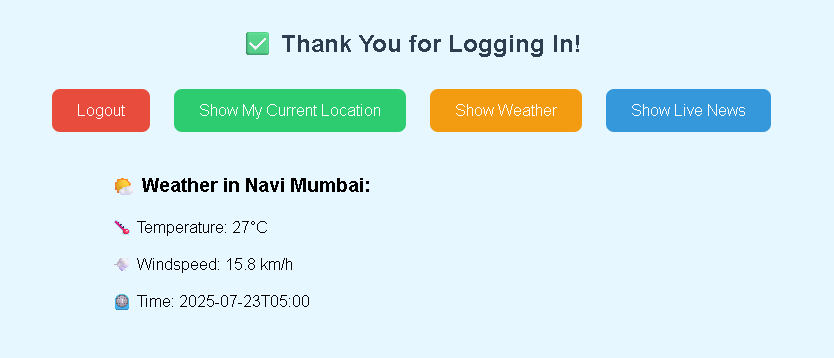 Thank You for Logging In!
Logout Show My Current Location Show Weather Show Live News
Weather in Navi Mumbai:
Temperature: 27°C
Windspeed: 15.8 km/h
Time: 2025-07-23T05:00